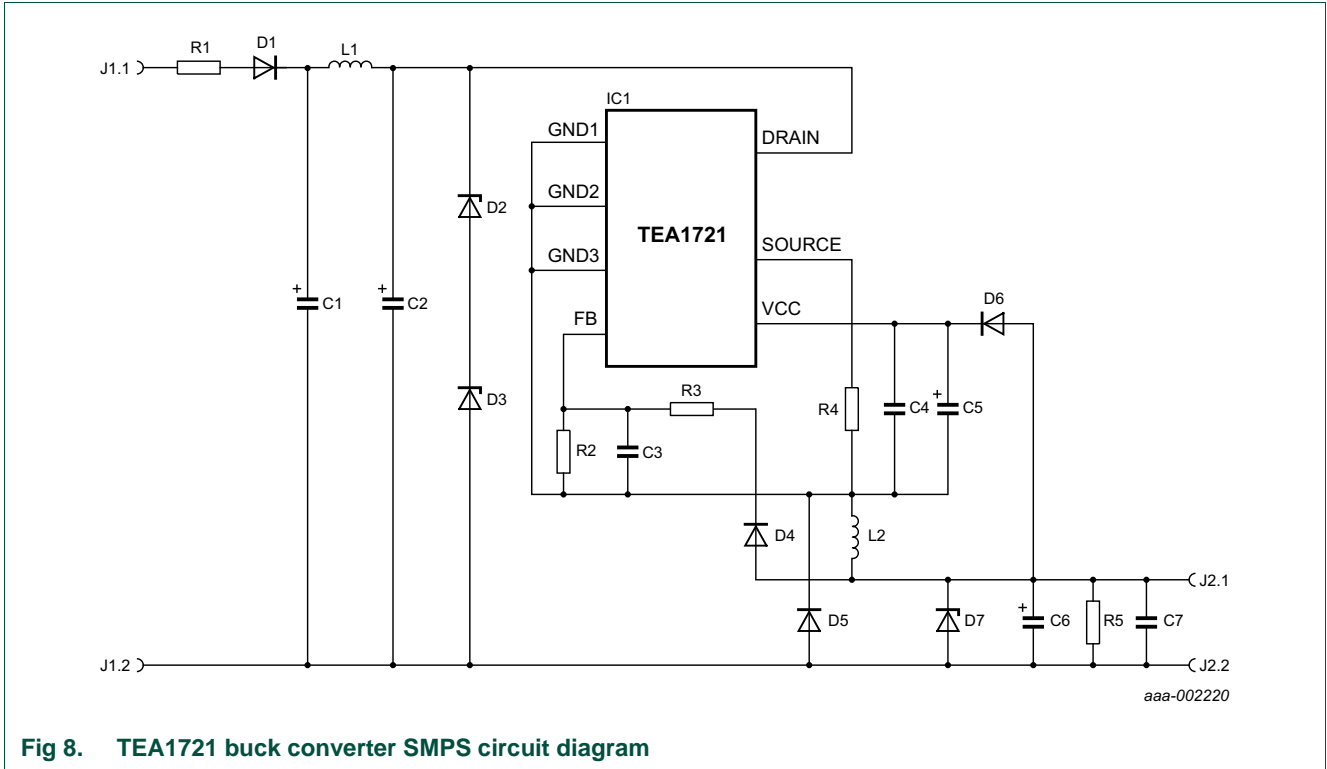 D1
R1
L1
J1.1
IC1
GND1
DRAIN
GND2
D2
TEA1721
GND3
SOURCE
D6
+
C1
+
C2
FB
VCC
D3
R3
R4
C4
+
C5
R2
C3
D4
L2
J2.1
D5
D7
+
C6
R5
C7
J1.2
J2.2
aaa-002220
Fig 8. TEA1721 buck converter SMPS circuit diagram